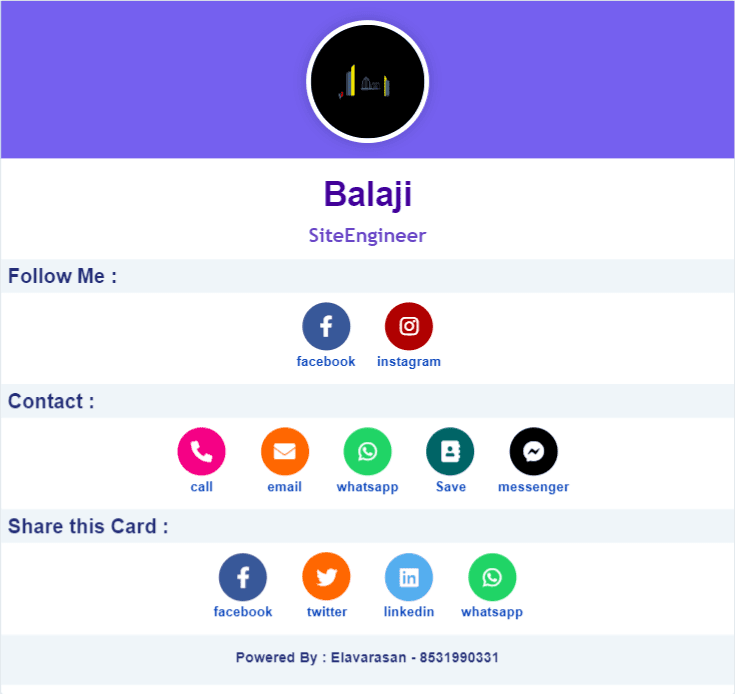 Balaji
SiteEngineer
Follow Me :
facebook instagram
Contact :
call email whatsapp Save messenger
Share this Card :
facebook twitter linkedin whatsapp
Powered By : Elavarasan - 8531990331